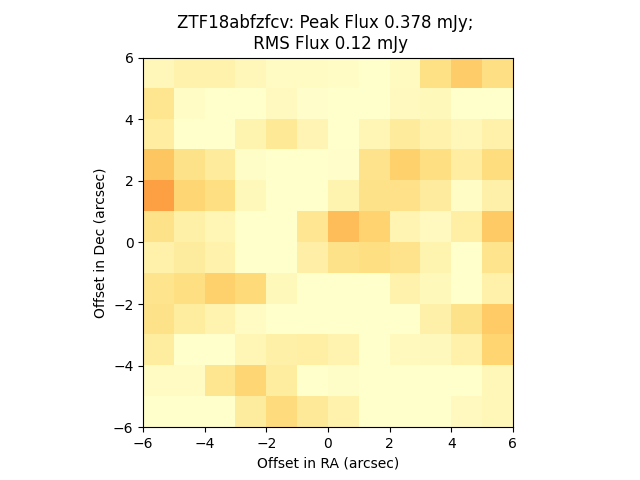 ZTF18abfzfcv: Peak Flux 0.378 mJy;
RMS Flux 0.12 mJy
6
4
2
0
−2
−4
−6
Offset in Dec (arcsec)
−6 −4 −2 0 2 4 6
Offset in RA (arcsec)